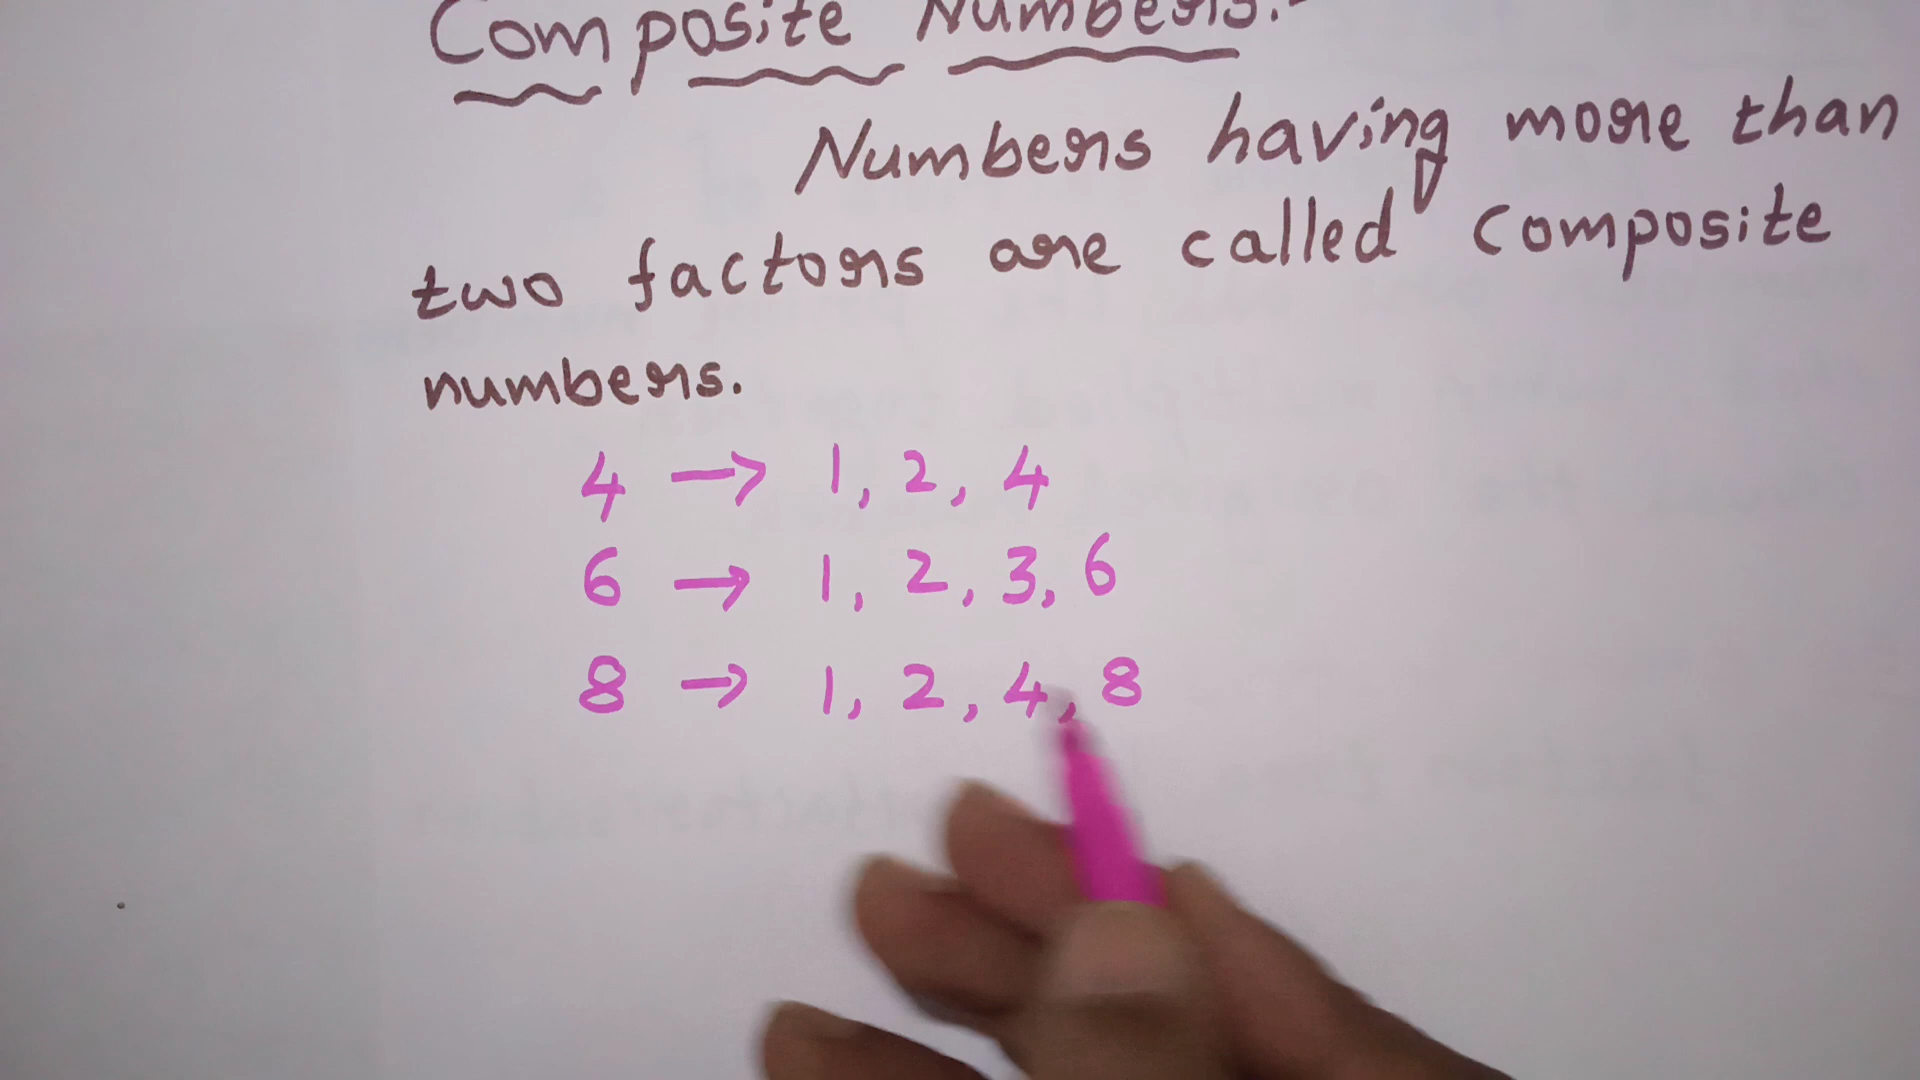 Composite Numbers:-
Numbers having more than
two factors are called composite
numbers.
4 → 1, 2, 4
6 → 1, 2, 3, 6
8 → 1, 2, 4, 8